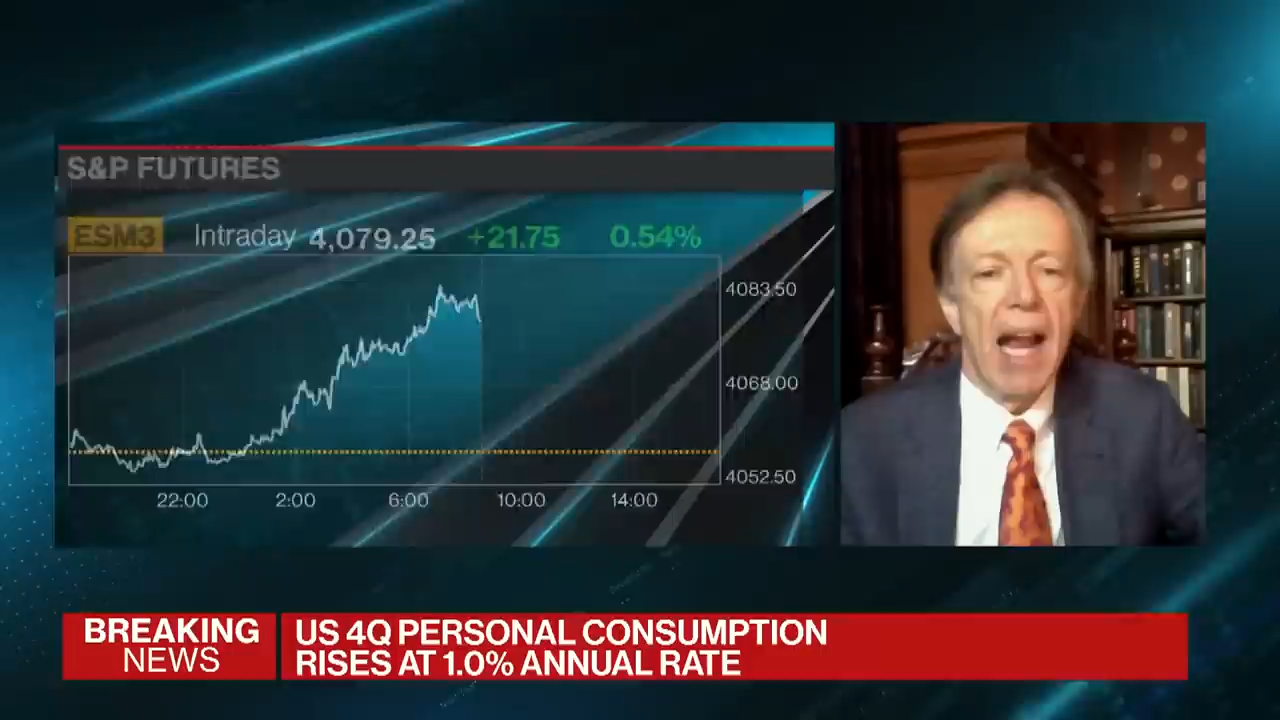 S&P FUTURES
ESM3 Intraday 4,079.25 +21.75 0.54%
4083.50
4068.00
4052.50
22:00 2:00 6:00 10:00 14:00
BREAKING NEWS
US 4Q PERSONAL CONSUMPTION
RISES AT 1.0% ANNUAL RATE